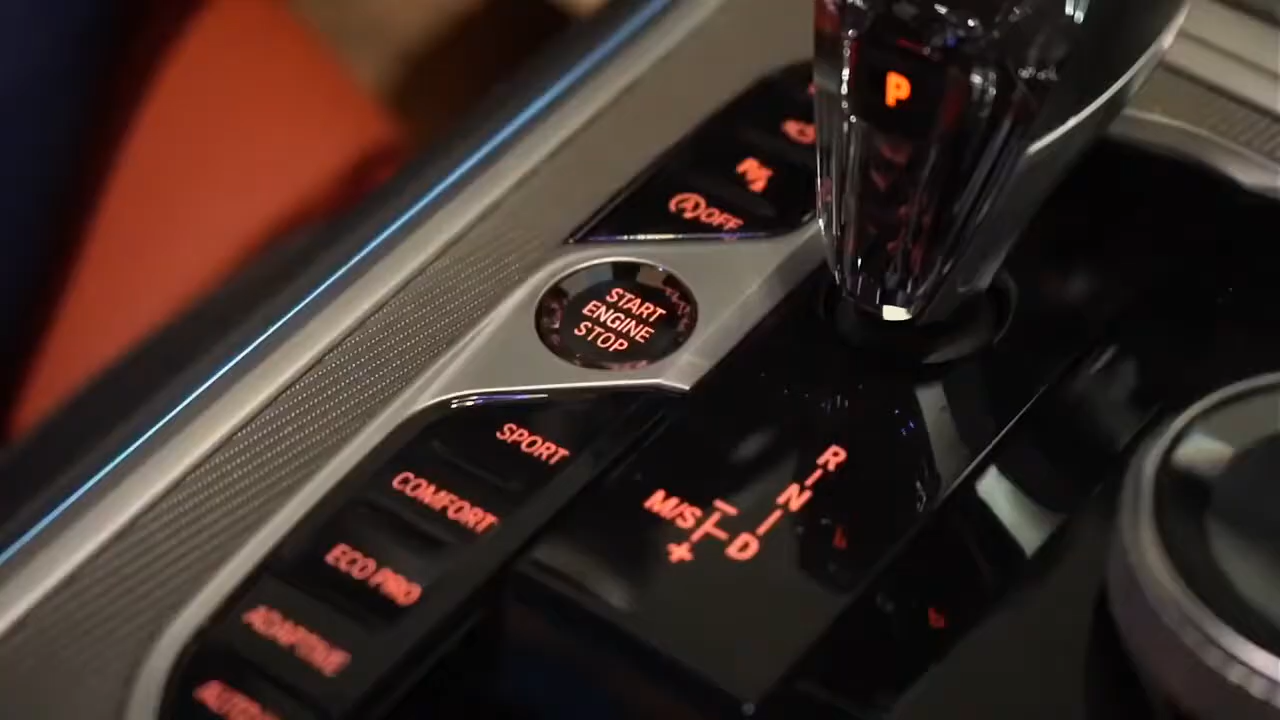 P
OFF
START
ENGINE
STOP
SPORT
COMFORT
ECO PRO
ADAPTIVE
R
N
M/S
D